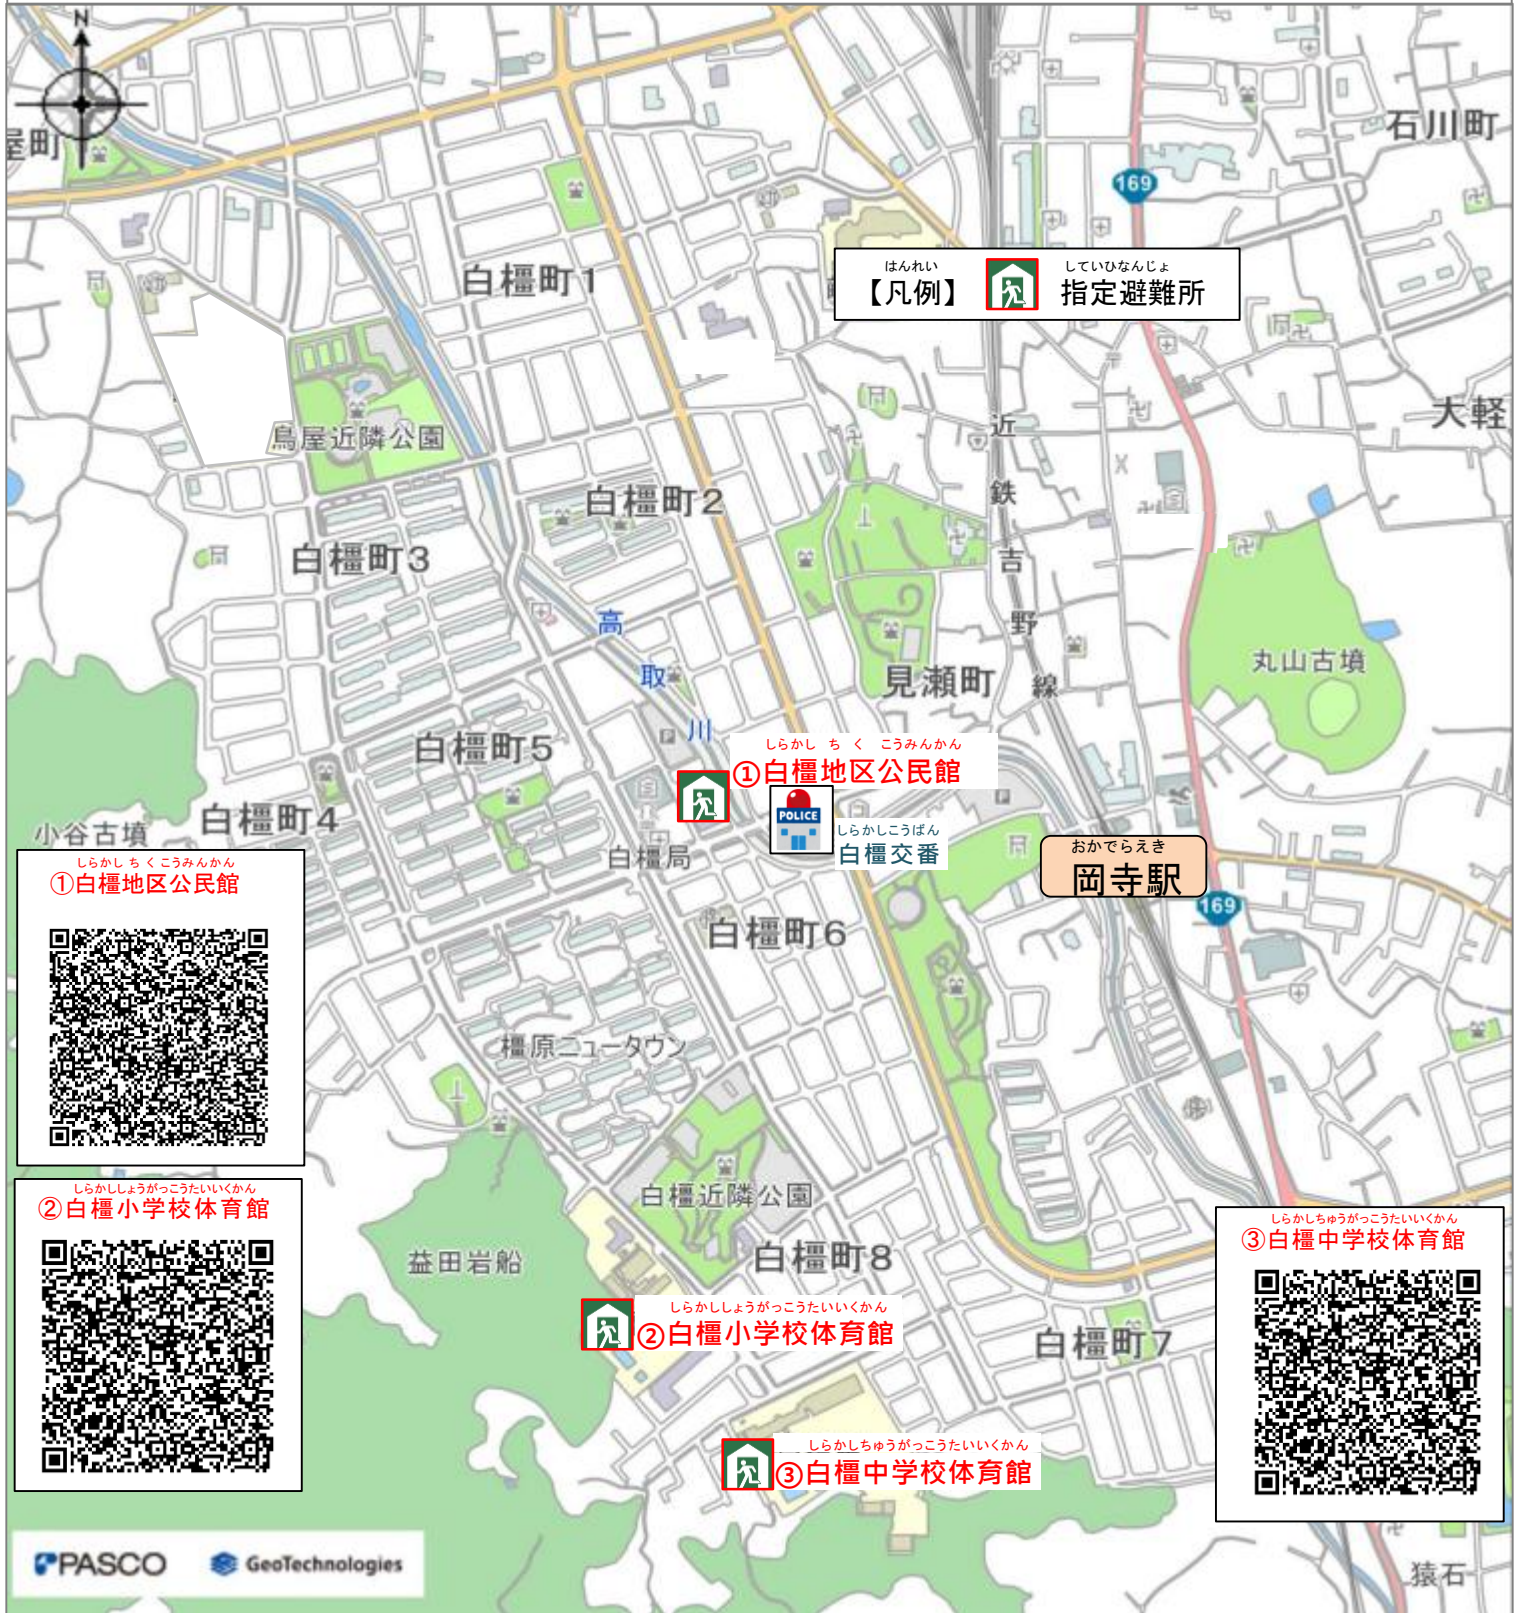 N
屋町
石川町
169
白橿町1
はんれい
【凡例】
していひなんじょ
指定避難所
大軽
鳥屋近隣公園
近鉄吉野線
白橿町2
白橿町3
高取川
丸山古墳
見瀬町
白橿町5
しらかし ち く こうみんかん
①白橿地区公民館
POLICE
しらかしこうばん
白橿交番
小谷古墳
白橿町4
白橿局
おかでらえき
岡寺駅
169
しらかし ち く こうみんかん
①白橿地区公民館
白橿町6
橿原ニュータウン
しらかししょうがっこうたいいくかん
②白橿小学校体育館
白橿近隣公園
益田岩船
白橿町8
しらかしちゅうがっこうたいいくかん
③白橿中学校体育館
しらかししょうがっこうたいいくかん
②白橿小学校体育館
白橿町7
しらかしちゅうがっこうたいいくかん
③白橿中学校体育館
PASCO
GeoTechnologies
猿石